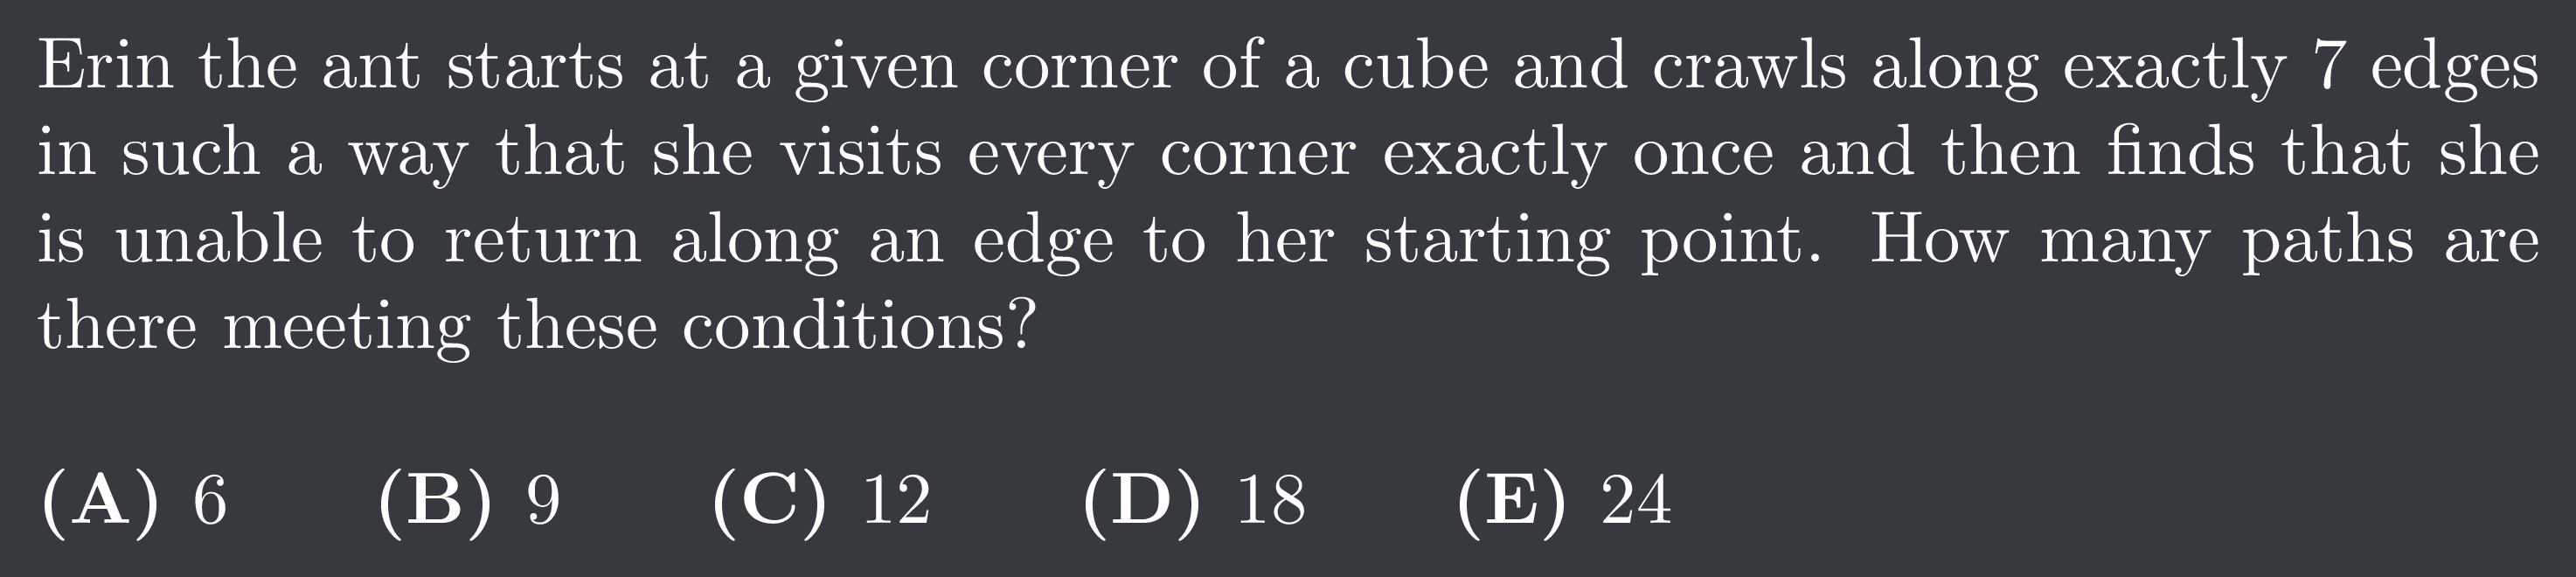 Erin the ant starts at a given corner of a cube and crawls along exactly 7 edges
in such a way that she visits every corner exactly once and then finds that she
is unable to return along an edge to her starting point. How many paths are
there meeting these conditions?
(A) 6 (B) 9 (C) 12 (D) 18 (E) 24